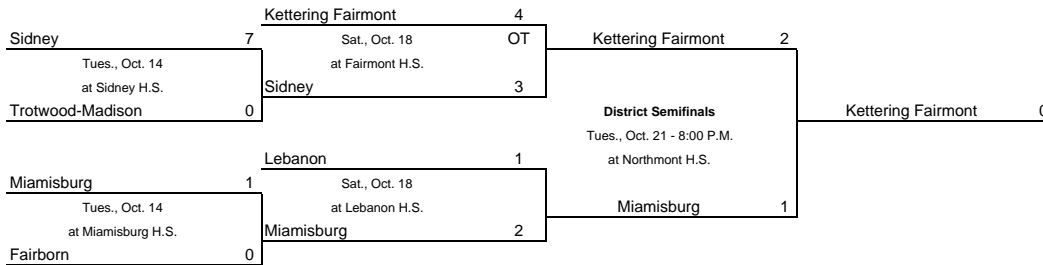 Kettering Fairmont 4
Sidney 7 Sat., Oct. 18 OT Kettering Fairmont 2
Tues., Oct. 14 at Fairmont H.S.
at Sidney H.S. Sidney 3
Trotwood-Madison 0 District Semifinals Kettering Fairmont 0
Tues., Oct. 21 - 8:00 P.M.
Lebanon 1 at Northmont H.S.
Miamisburg 1 Sat., Oct. 18
Tues., Oct. 14 at Lebanon H.S. Miamisburg 1
at Miamisburg H.S. Miamisburg 2
Fairborn 0